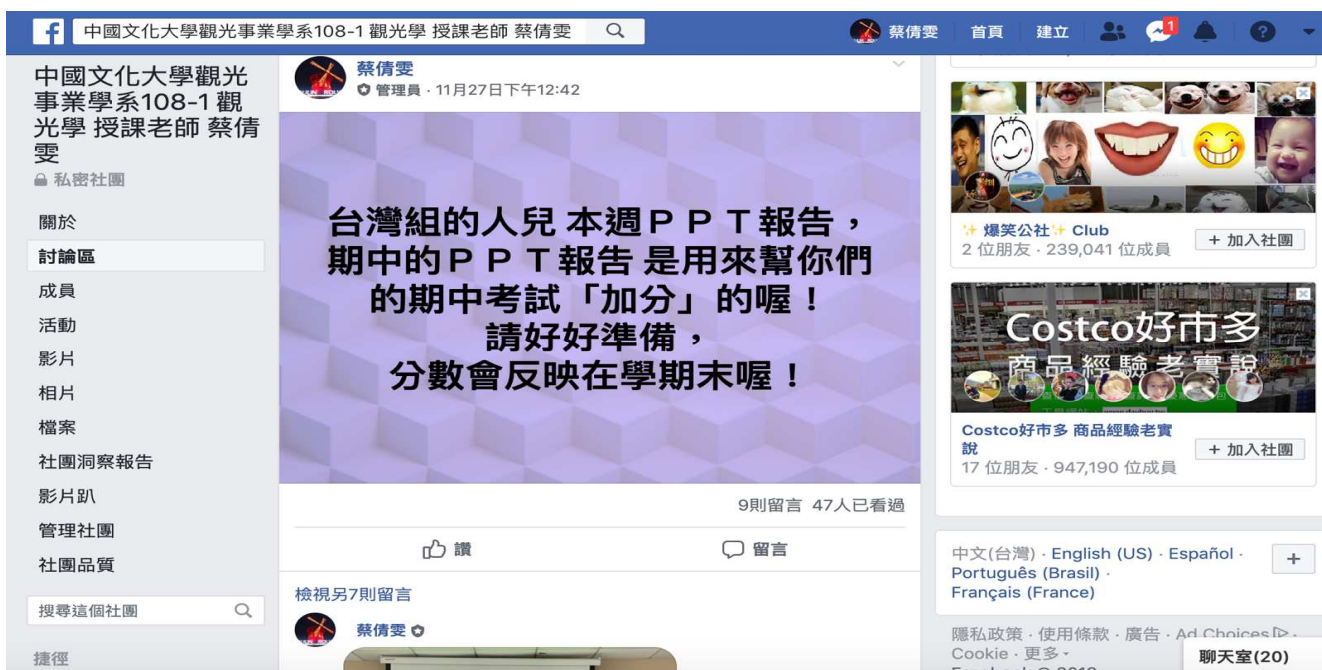 中國文化大學觀光事業學系108-1 觀光學 授課老師 蔡倩雯
蔡倩雯
首頁
建立
1
中國文化大學觀光
事業學系108-1 觀
光學 授課老師 蔡倩
雯
私密社團
關於
討論區
成員
活動
影片
相片
檔案
社團洞察報告
影片趴
管理社團
社團品質
搜尋這個社團
捷徑
蔡倩雯
管理員 · 11月27日下午12:42
台灣組的人兒 本週ＰＰＴ報告，
期中的ＰＰＴ報告 是用來幫你們
的期中考試「加分」的喔！
請好好準備，
分數會反映在學期末喔！
9則留言 47人已看過
讚
留言
檢視另7則留言
蔡倩雯
✨ 爆笑公社✨ Club
2 位朋友 · 239,041 位成員
+ 加入社團
Costco好市多
商品經驗老實說
Costco好市多 商品經驗老實
說
17 位朋友 · 947,190 位成員
+ 加入社團
中文(台灣) · English (US) · Español ·
Português (Brasil) ·
Français (France)
隱私政策 · 使用條款 · 廣告 · Ad Choices ·
Cookie · 更多
聊天室(20)